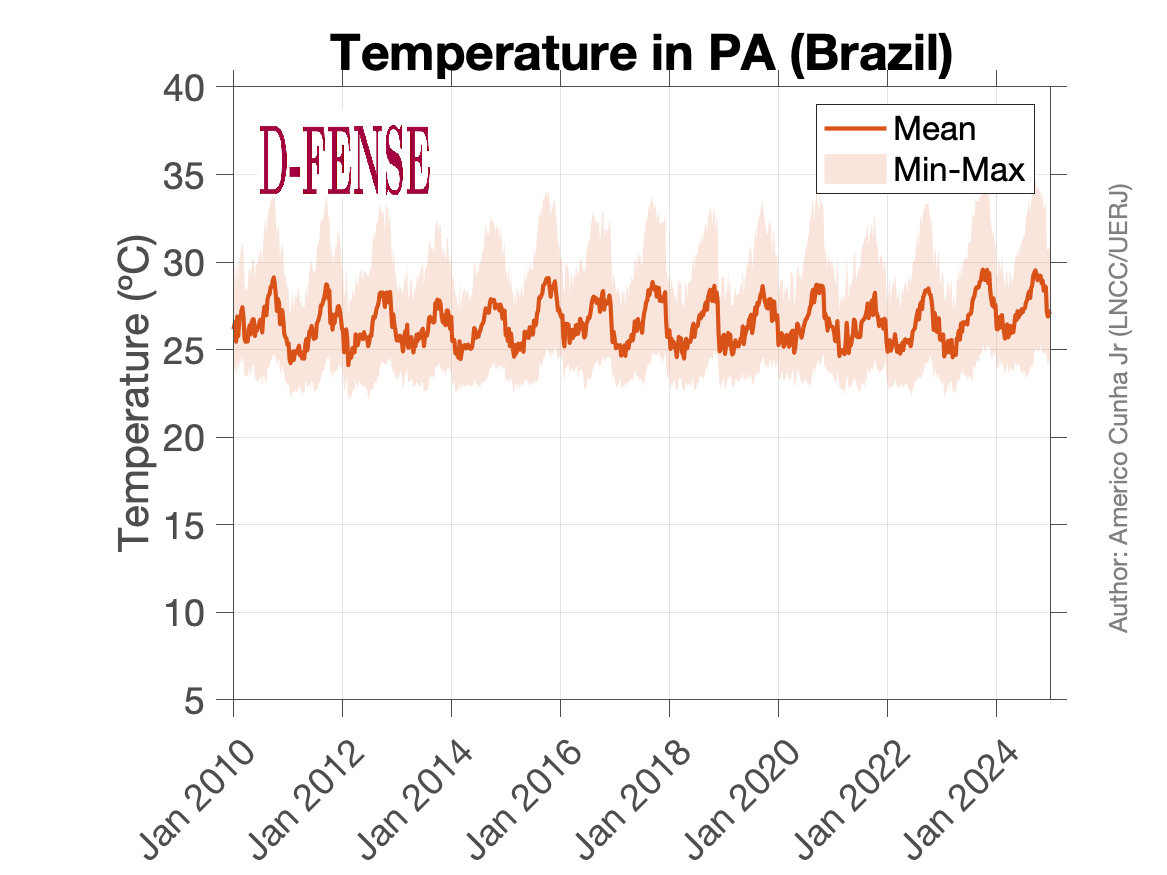 Temperature in PA (Brazil)
D-FENSE
Mean
Min-Max
Temperature (ºC)
40
35
30
25
20
15
10
5
Jan 2010
Jan 2012
Jan 2014
Jan 2016
Jan 2018
Jan 2020
Jan 2022
Jan 2024
Author: Americo Cunha Jr (LNCC/UERJ)